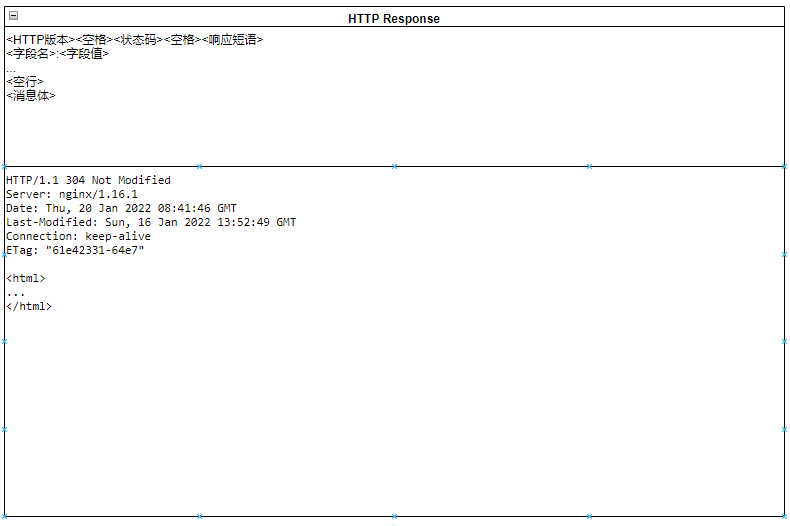 HTTP Response
<HTTP版本><空格><状态码><空格><响应短语>
<字段名>:<字段值>
...
<空行>
<消息体>
HTTP/1.1 304 Not Modified
Server: nginx/1.16.1
Date: Thu, 20 Jan 2022 08:41:46 GMT
Last-Modified: Sun, 16 Jan 2022 13:52:49 GMT
Connection: keep-alive
ETag: "61e42331-64e7"
<html>
...
</html>